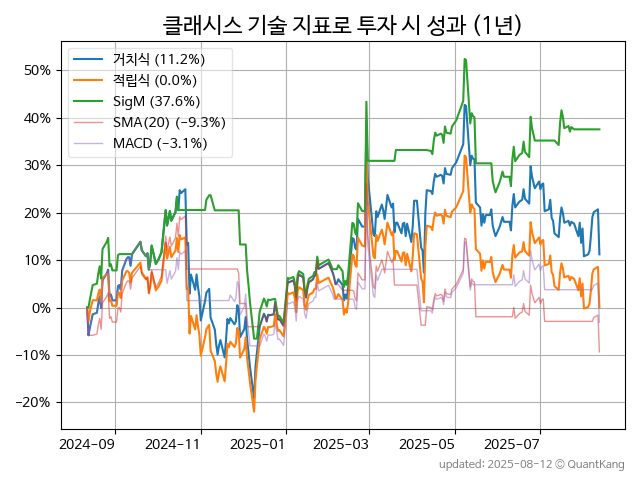 클래시스 기술 지표로 투자 시 성과 (1년)
거치식 (11.2%)
적립식 (0.0%)
SigM (37.6%)
SMA(20) (−9.3%)
MACD (−3.1%)
50%
40%
30%
20%
10%
0%
−10%
−20%
2024-09 2024-11 2025-01 2025-03 2025-05 2025-07
updated: 2025-08-12 © QuantKang